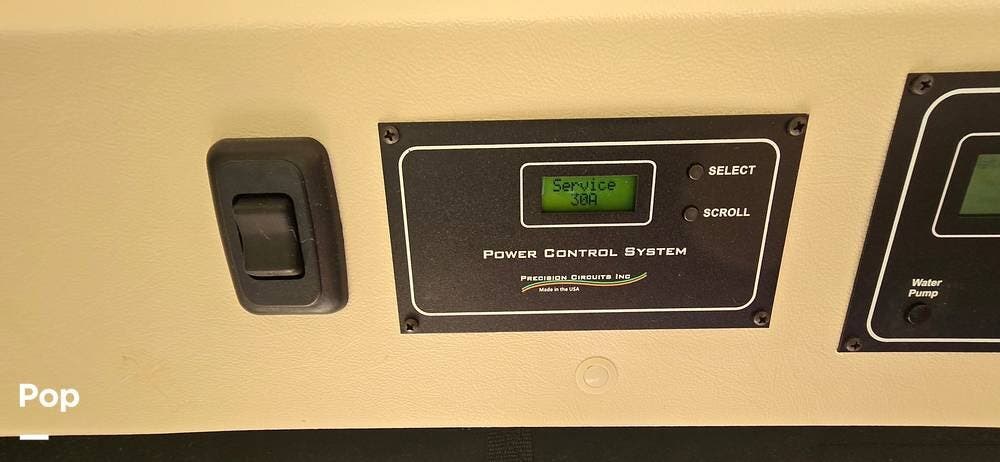 Service
30A
SELECT
SCROLL
POWER CONTROL SYSTEM
PRECISION CIRCUITS INC
Made in the USA
Water
Pump
Pop